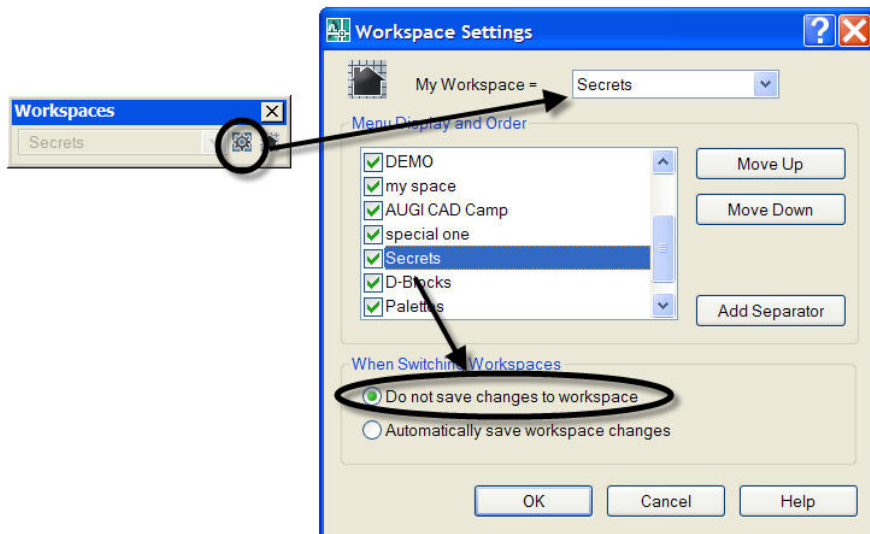 Workspaces
Secrets
Workspace Settings
My Workspace =
Secrets
Menu Display and Order
DEMO
my space
AUGI CAD Camp
special one
Secrets
D-Blocks
Palettes
Move Up
Move Down
Add Separator
When Switching Workspaces
Do not save changes to workspace
Automatically save workspace changes
OK
Cancel
Help